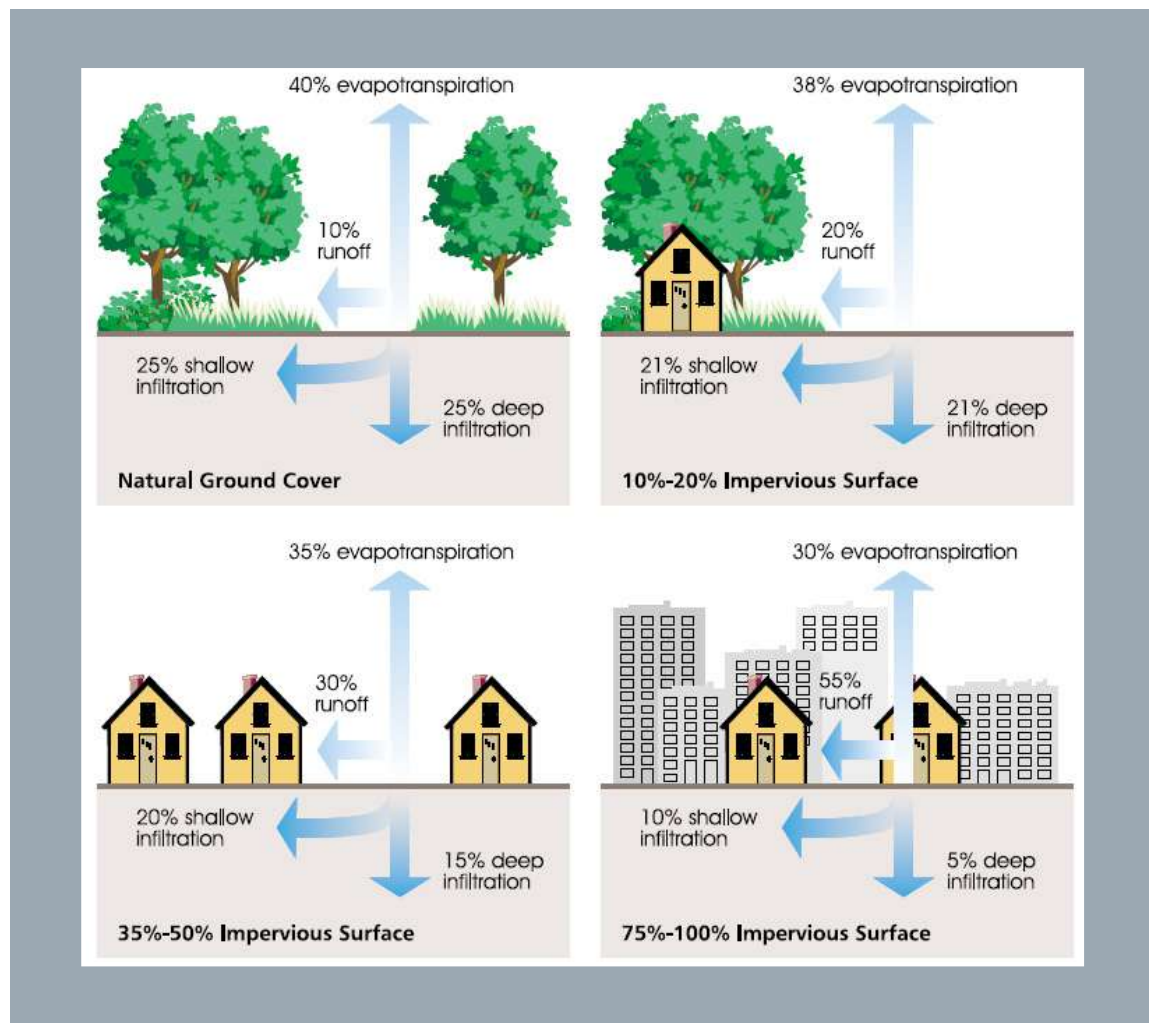 40% evapotranspiration
10%
runoff
25% shallow
infiltration
25% deep
infiltration
Natural Ground Cover
38% evapotranspiration
20%
runoff
21% shallow
infiltration
21% deep
infiltration
10%-20% Impervious Surface
35% evapotranspiration
30%
runoff
20% shallow
infiltration
15% deep
infiltration
35%-50% Impervious Surface
30% evapotranspiration
55%
runoff
10% shallow
infiltration
5% deep
infiltration
75%-100% Impervious Surface